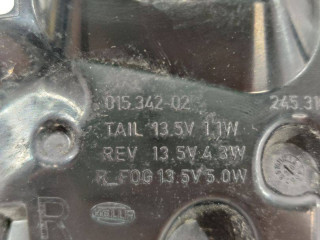 015.342-02 245.31
TAIL 13.5V 1.1W
REV 13.5V 4.3W
R_FOG 13.5V 5.0W
R HELLA